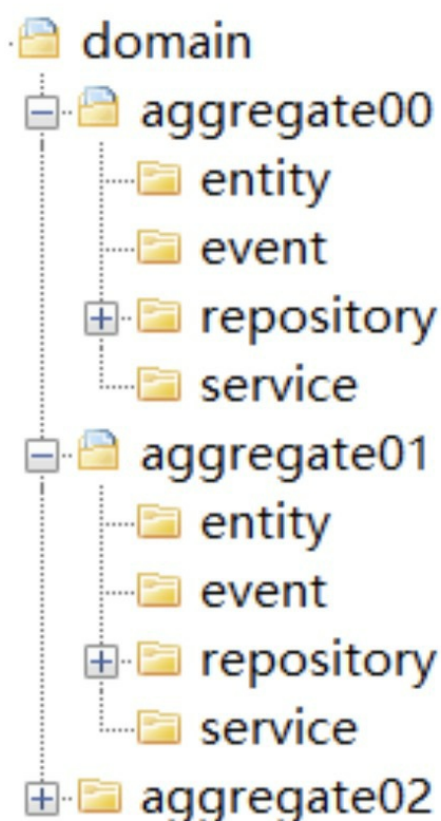 domain
aggregate00
entity
event
repository
service
aggregate01
entity
event
repository
service
aggregate02